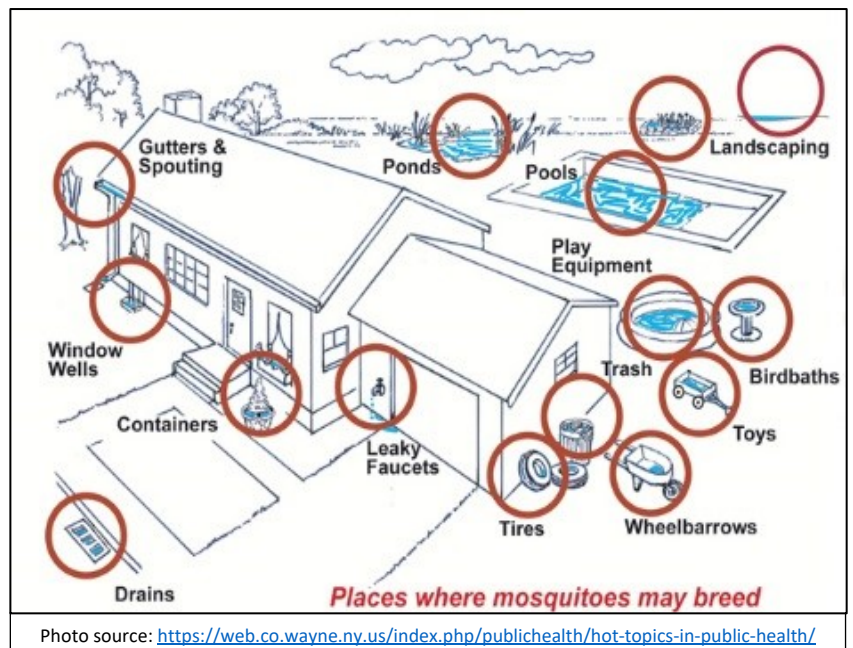 Gutters &
Spouting
Ponds
Landscaping
Pools
Play
Equipment
Window
Wells
Trash
Birdbaths
Containers
Leaky
Faucets
Toys
Tires
Wheelbarrows
Drains
Places where mosquitoes may breed
Photo source: https://web.co.wayne.ny.us/index.php/publichealth/hot-topics-in-public-health/